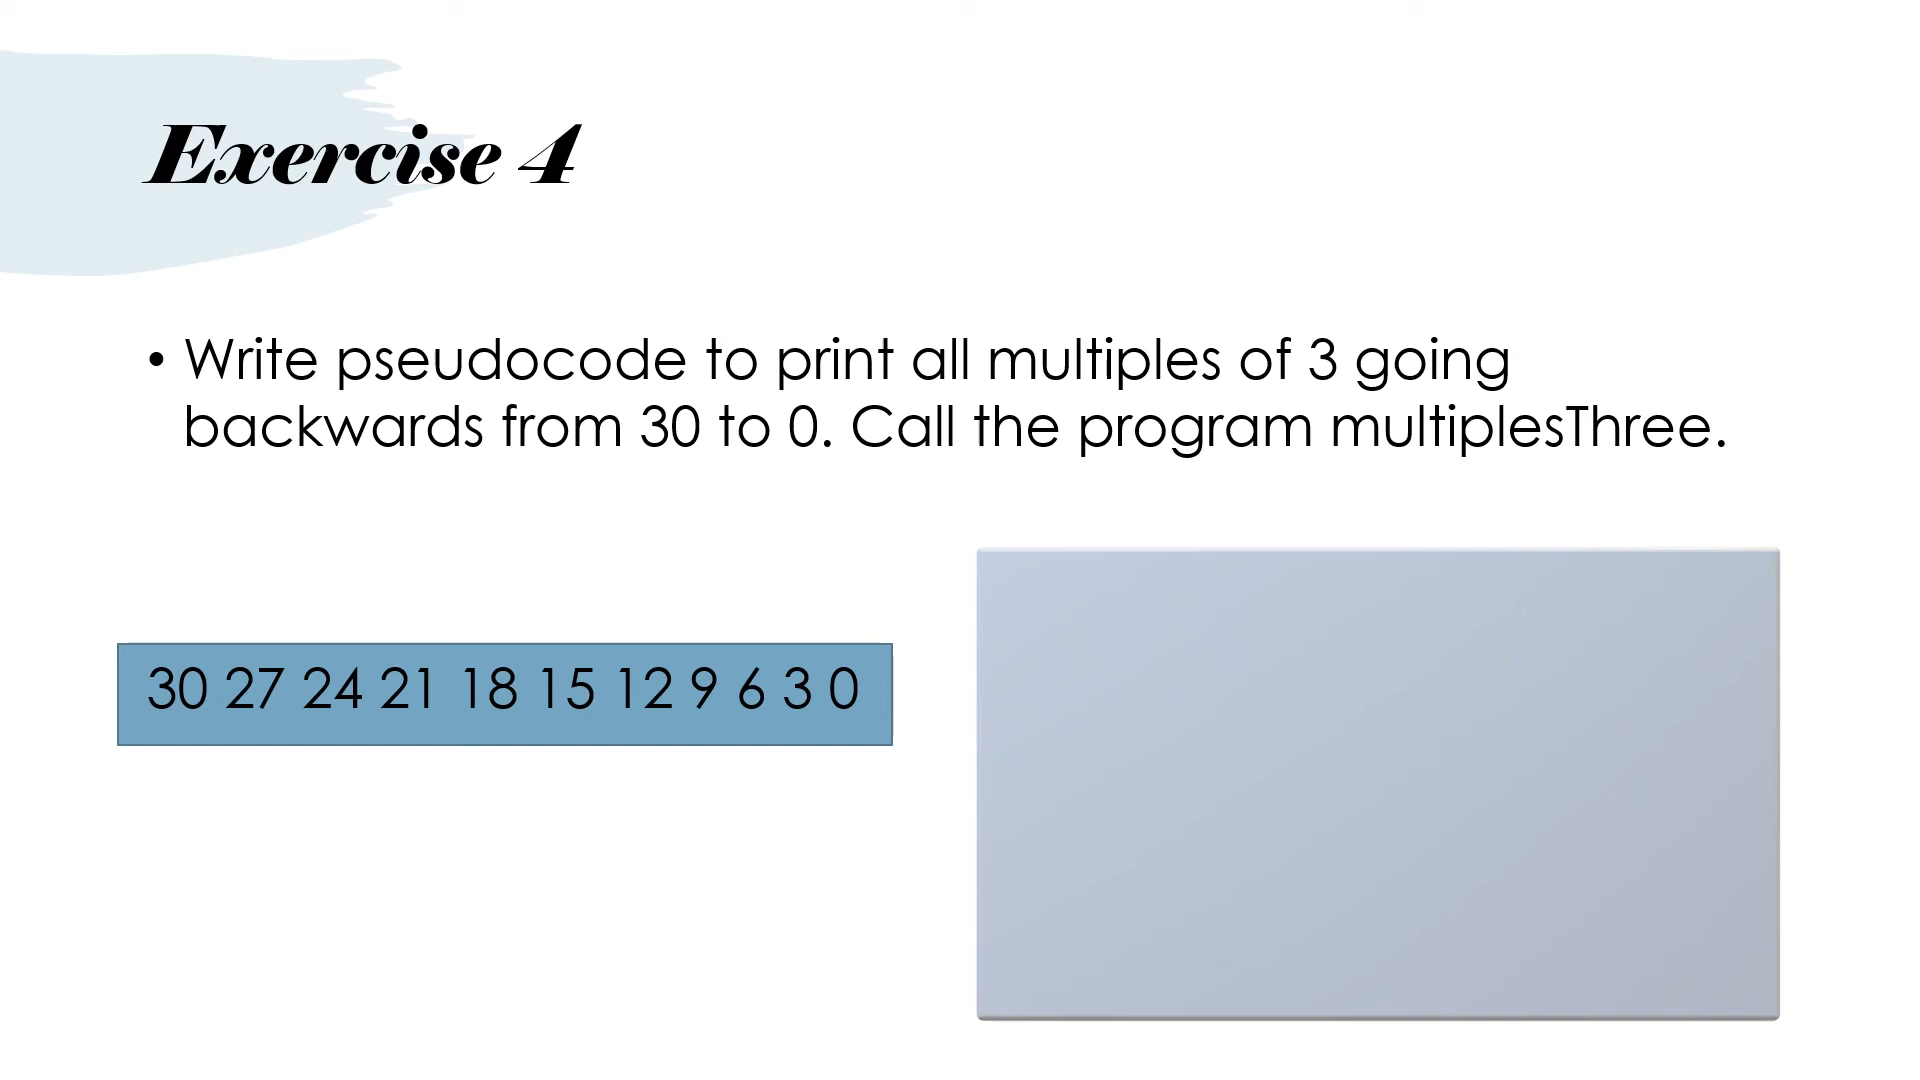 Exercise 4
• Write pseudocode to print all multiples of 3 going
backwards from 30 to 0. Call the program multiplesThree.
30 27 24 21 18 15 12 9 6 3 0